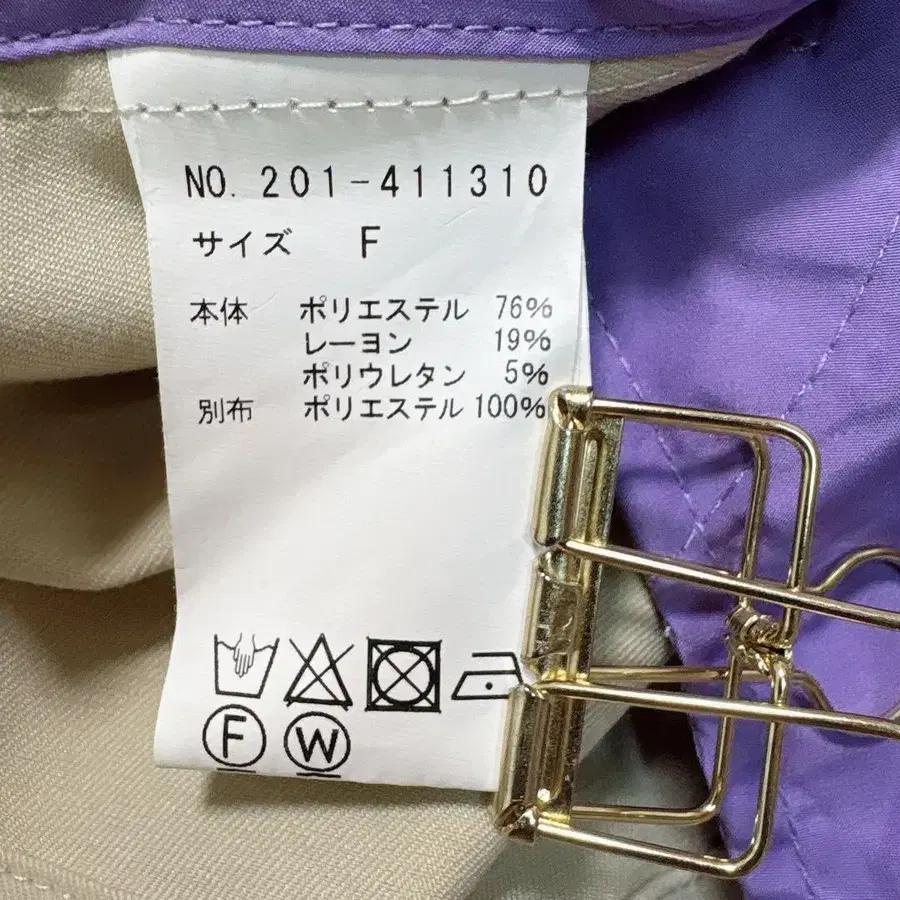 NO. 201-411310
サイズ F
本体 ポリエステル 76%
レーヨン 19%
ポリウレタン 5%
別布 ポリエステル 100%
F W